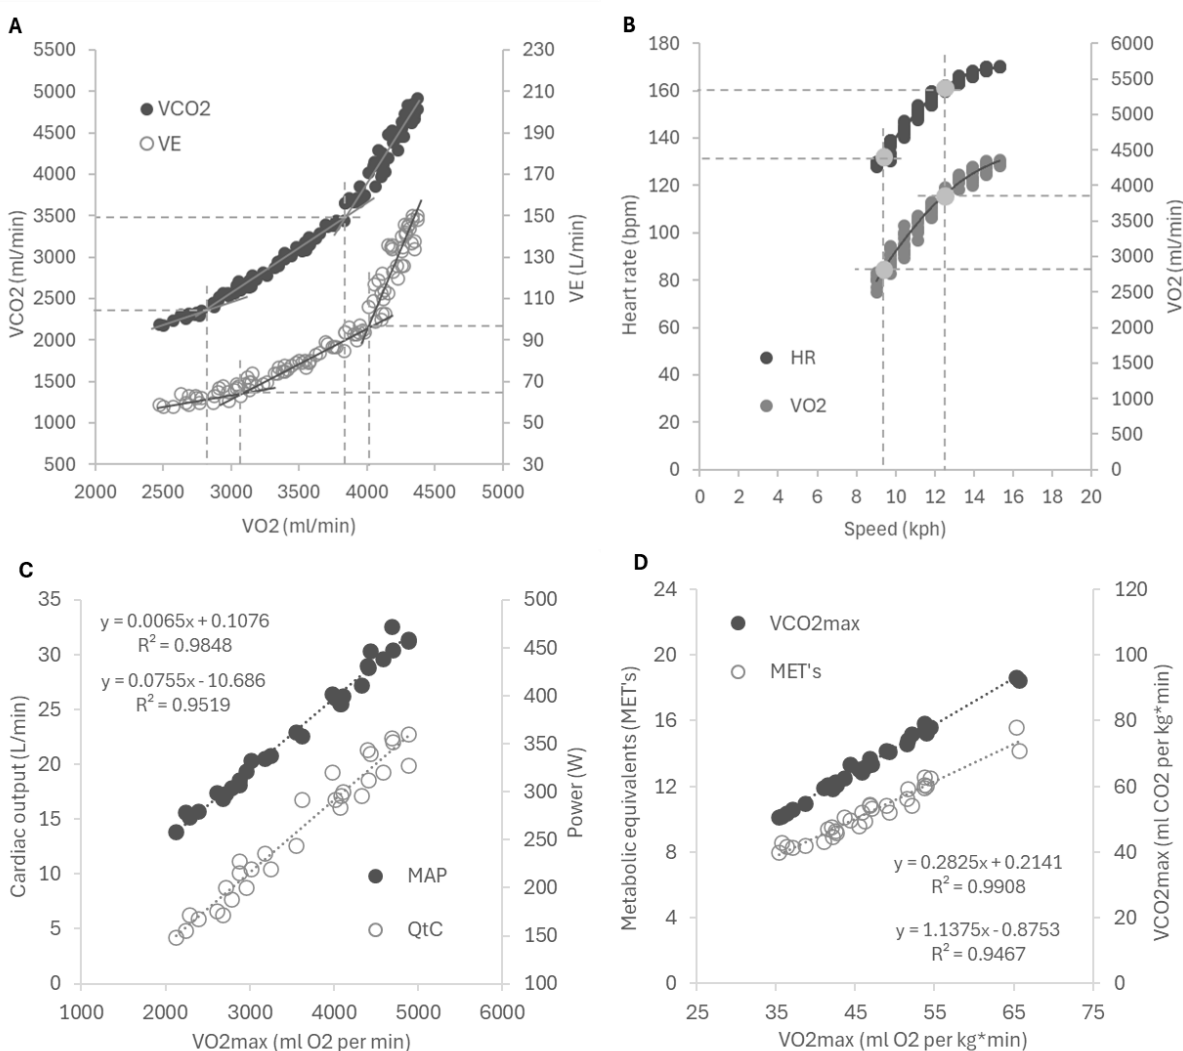 A
5500
5000
4500
4000
3500
3000
2500
2000
1500
1000
500
VCO2 (ml/min)
VCO2
VE
230
210
190
170
150
130
110
90
70
50
30
VE (L/min)
2000 2500 3000 3500 4000 4500 5000
VO2 (ml/min)
B
180
160
140
120
100
80
60
40
20
0
Heart rate (bpm)
HR
VO2
6000
5500
5000
4500
4000
3500
3000
2500
2000
1500
1000
500
0
VO2 (ml/min)
0 2 4 6 8 10 12 14 16 18 20
Speed (kph)
C
35
30
25
20
15
10
5
0
Cardiac output (L/min)
y = 0.0065x + 0.1076
R² = 0.9848
y = 0.0755x - 10.686
R² = 0.9519
MAP
QtC
500
450
400
350
300
250
200
150
100
Power (W)
1000 2000 3000 4000 5000 6000
VO2max (ml O2 per min)
D
24
20
16
12
8
4
0
Metabolic equivalents (MET's)
VCO2max
MET's
y = 0.2825x + 0.2141
R² = 0.9908
y = 1.1375x - 0.8753
R² = 0.9467
120
100
80
60
40
20
0
VCO2max (ml CO2 per kg*min)
25 35 45 55 65 75
VO2max (ml O2 per kg*min)